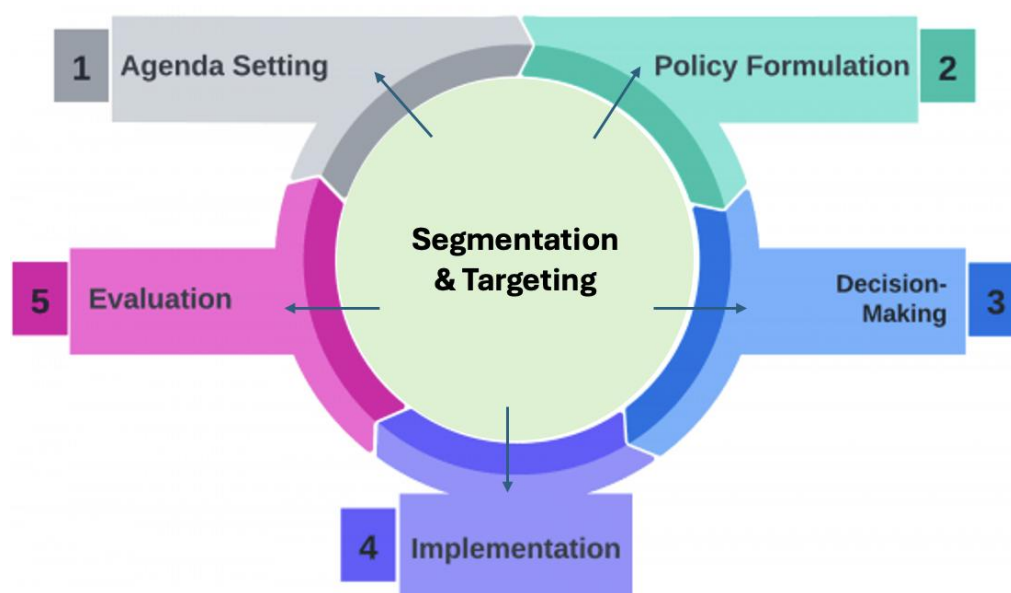 1 Agenda Setting
Policy Formulation 2
Segmentation
& Targeting
5 Evaluation
Decision-
Making 3
4 Implementation